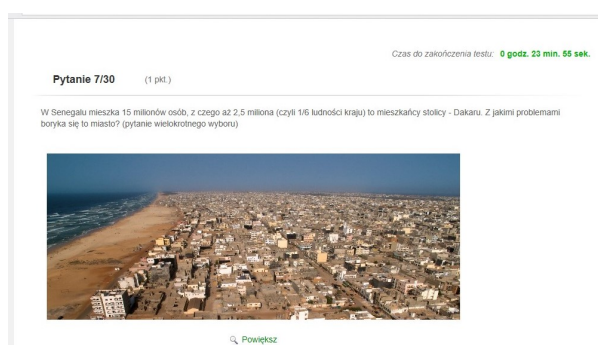 Czas do zakończenia testu: 0 godz. 23 min. 55 sek.
Pytanie 7/30 (1 pkt.)
W Senegalu mieszka 15 milionów osób, z czego aż 2,5 miliona (czyli 1/6 ludności kraju) to mieszkańcy stolicy - Dakaru. Z jakimi problemami
boryka się to miasto? (pytanie wielokrotnego wyboru)
Powiększ